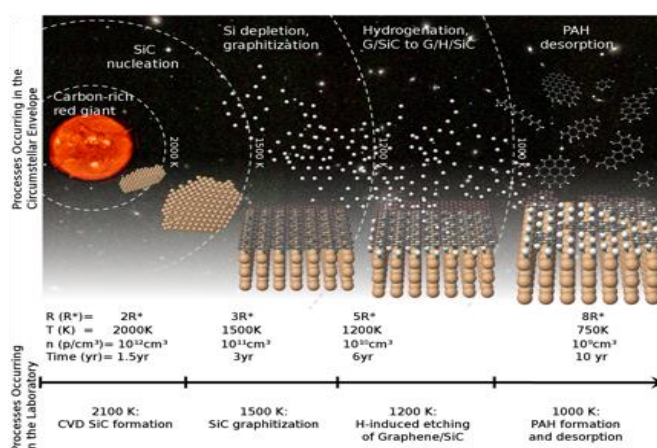 Processes Occurring in the
Circumstellar Envelope
Carbon-rich
red giant
SiC
nucleation
Si depletion,
graphitization
Hydrogenation,
G/SiC to G/H/SiC
PAH
desorption
2000 K
1500 K
1200 K
1000 K
R (R*)= 2R* 3R* 5R* 8R*
T (K) = 2000K 1500K 1200K 750K
n (p/cm³)= 10¹²cm³ 10¹¹cm³ 10¹⁰cm³ 10⁹cm³
Time (yr)= 1.5yr 3yr 6yr 10 yr
Processes Occurring
in the Laboratory
2100 K:
CVD SiC formation
1500 K:
SiC graphitization
1200 K:
H-induced etching
of Graphene/SiC
1000 K:
PAH formation
and desorption